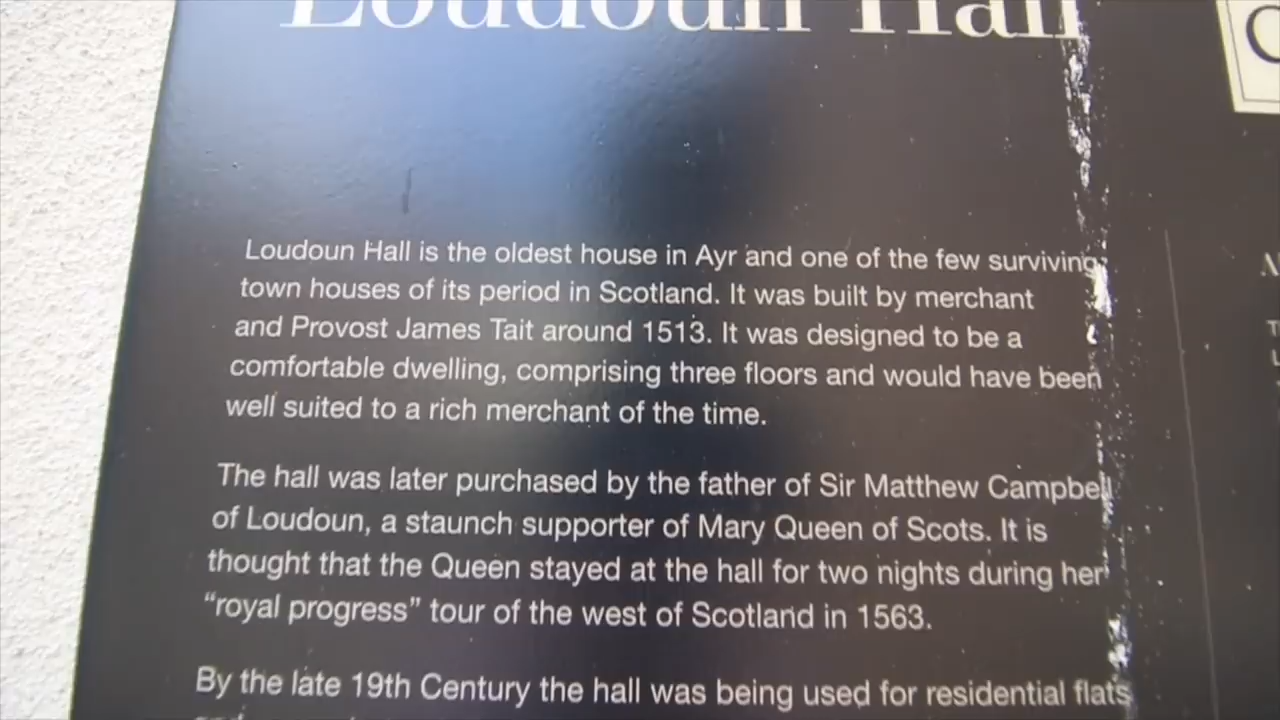 Loudoun Hall
Loudoun Hall is the oldest house in Ayr and one of the few surviving
town houses of its period in Scotland. It was built by merchant
and Provost James Tait around 1513. It was designed to be a
comfortable dwelling, comprising three floors and would have been
well suited to a rich merchant of the time.
The hall was later purchased by the father of Sir Matthew Campbell
of Loudoun, a staunch supporter of Mary Queen of Scots. It is
thought that the Queen stayed at the hall for two nights during her
“royal progress” tour of the west of Scotland in 1563.
By the late 19th Century the hall was being used for residential flats